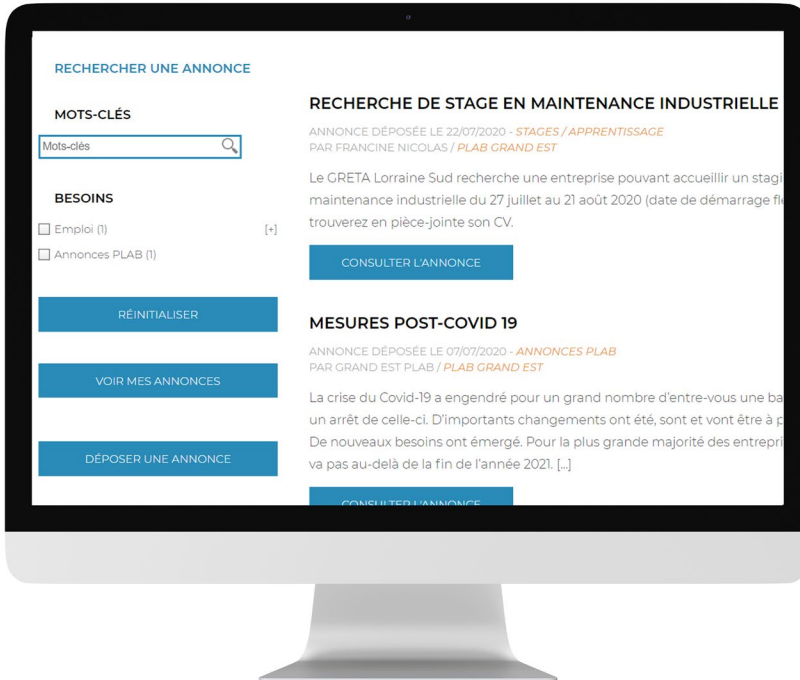 RECHERCHER UNE ANNONCE
MOTS-CLÉS
Mots-clés
BESOINS
Emploi (1) [+]
Annonces PLAB (1)
RÉINITIALISER
VOIR MES ANNONCES
DÉPOSER UNE ANNONCE
RECHERCHE DE STAGE EN MAINTENANCE INDUSTRIELLE
ANNONCE DÉPOSÉE LE 22/07/2020 - STAGES / APPRENTISSAGE
PAR FRANCINE NICOLAS / PLAB GRAND EST
Le GRETA Lorraine Sud recherche une entreprise pouvant accueillir un stagi
maintenance industrielle du 27 juillet au 21 août 2020 (date de démarrage fl
trouverez en pièce-jointe son CV.
CONSULTER L'ANNONCE
MESURES POST-COVID 19
ANNONCE DÉPOSÉE LE 07/07/2020 - ANNONCES PLAB
PAR GRAND EST PLAB / PLAB GRAND EST
La crise du Covid-19 a engendré pour un grand nombre d'entre-vous une ba
un arrêt de celle-ci. D'importants changements ont été, sont et vont être à p
De nouveaux besoins ont émergé. Pour la plus grande majorité des entrepri
va pas au-delà de la fin de l'année 2021. [...]
CONSULTER L'ANNONCE